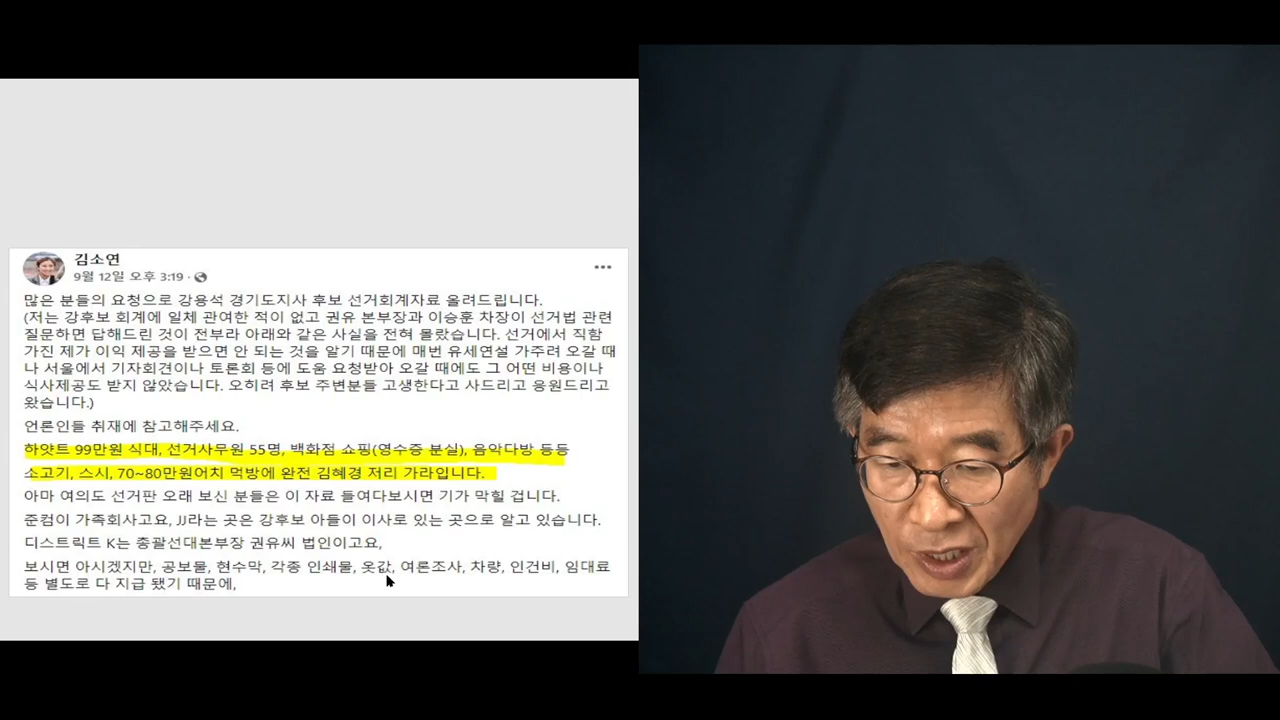 김소연
9월 12일 오후 3:19 ·
많은 분들의 요청으로 강용석 경기도지사 후보 선거회계자료 올려드립니다.
(저는 강후보 회계에 일체 관여한 적이 없고 권유 본부장과 이승훈 차장이 선거법 관련
질문하면 답해드린 것이 전부라 아래와 같은 사실을 전혀 몰랐습니다. 선거에서 직함
가진 제가 이익 제공을 받으면 안 되는 것을 알기 때문에 매번 유세연설 가주려 오갈 때
나 서울에서 기자회견이나 토론회 등에 도움 요청받아 오갈 때에도 그 어떤 비용이나
식사제공도 받지 않았습니다. 오히려 후보 주변분들 고생한다고 사드리고 응원드리고
왔습니다.)
언론인들 취재에 참고해주세요.
하얏트 99만원 식대, 선거사무원 55명, 백화점 쇼핑(영수증 분실), 음악다방 등등
소고기, 스시, 70~80만원어치 먹방에 완전 김혜경 저리 가라입니다.
아마 여의도 선거판 오래 보신 분들은 이 자료 들여다보시면 기가 막힐 겁니다.
준컴이 가족회사고요, JJ라는 곳은 강후보 아들이 이사로 있는 곳으로 알고 있습니다.
디스트릭트 K는 총괄선대본부장 권유씨 법인이고요,
보시면 아시겠지만, 공보물, 현수막, 각종 인쇄물, 옷값, 여론조사, 차량, 인건비, 임대료
등 별도로 다 지급 됐기 때문에,